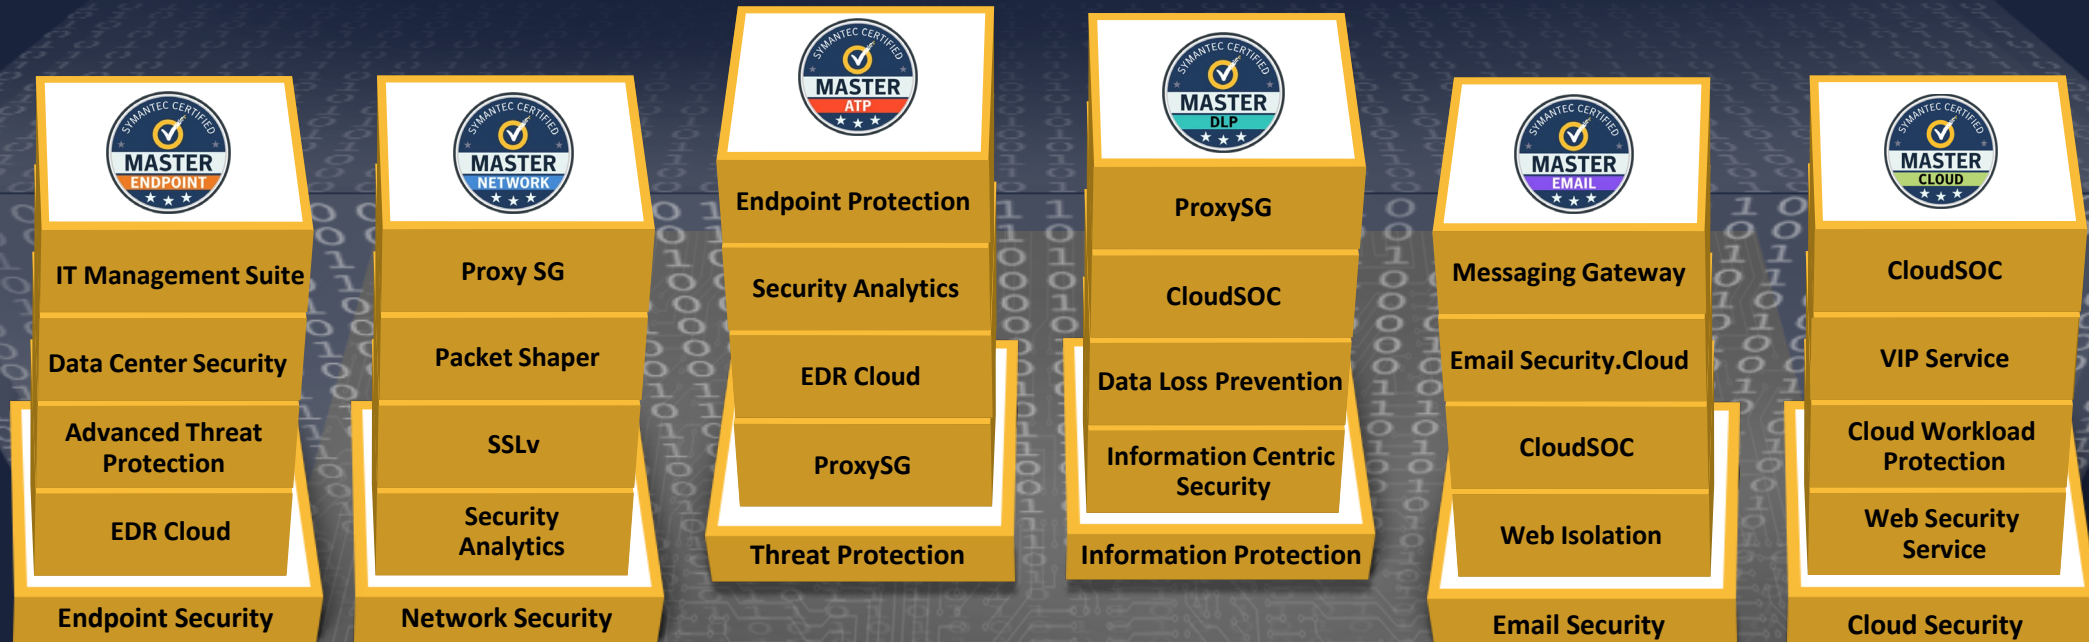 SYMANTEC CERTIFIED
MASTER
ENDPOINT
IT Management Suite
Data Center Security
Advanced Threat
Protection
EDR Cloud
Endpoint Security
SYMANTEC CERTIFIED
MASTER
NETWORK
Proxy SG
Packet Shaper
SSLv
Security
Analytics
Network Security
SYMANTEC CERTIFIED
MASTER
ATP
Endpoint Protection
Security Analytics
EDR Cloud
ProxySG
Threat Protection
SYMANTEC CERTIFIED
MASTER
DLP
ProxySG
CloudSOC
Data Loss Prevention
Information Centric
Security
Information Protection
SYMANTEC CERTIFIED
MASTER
EMAIL
Messaging Gateway
Email Security.Cloud
CloudSOC
Web Isolation
Email Security
SYMANTEC CERTIFIED
MASTER
CLOUD
CloudSOC
VIP Service
Cloud Workload
Protection
Web Security
Service
Cloud Security